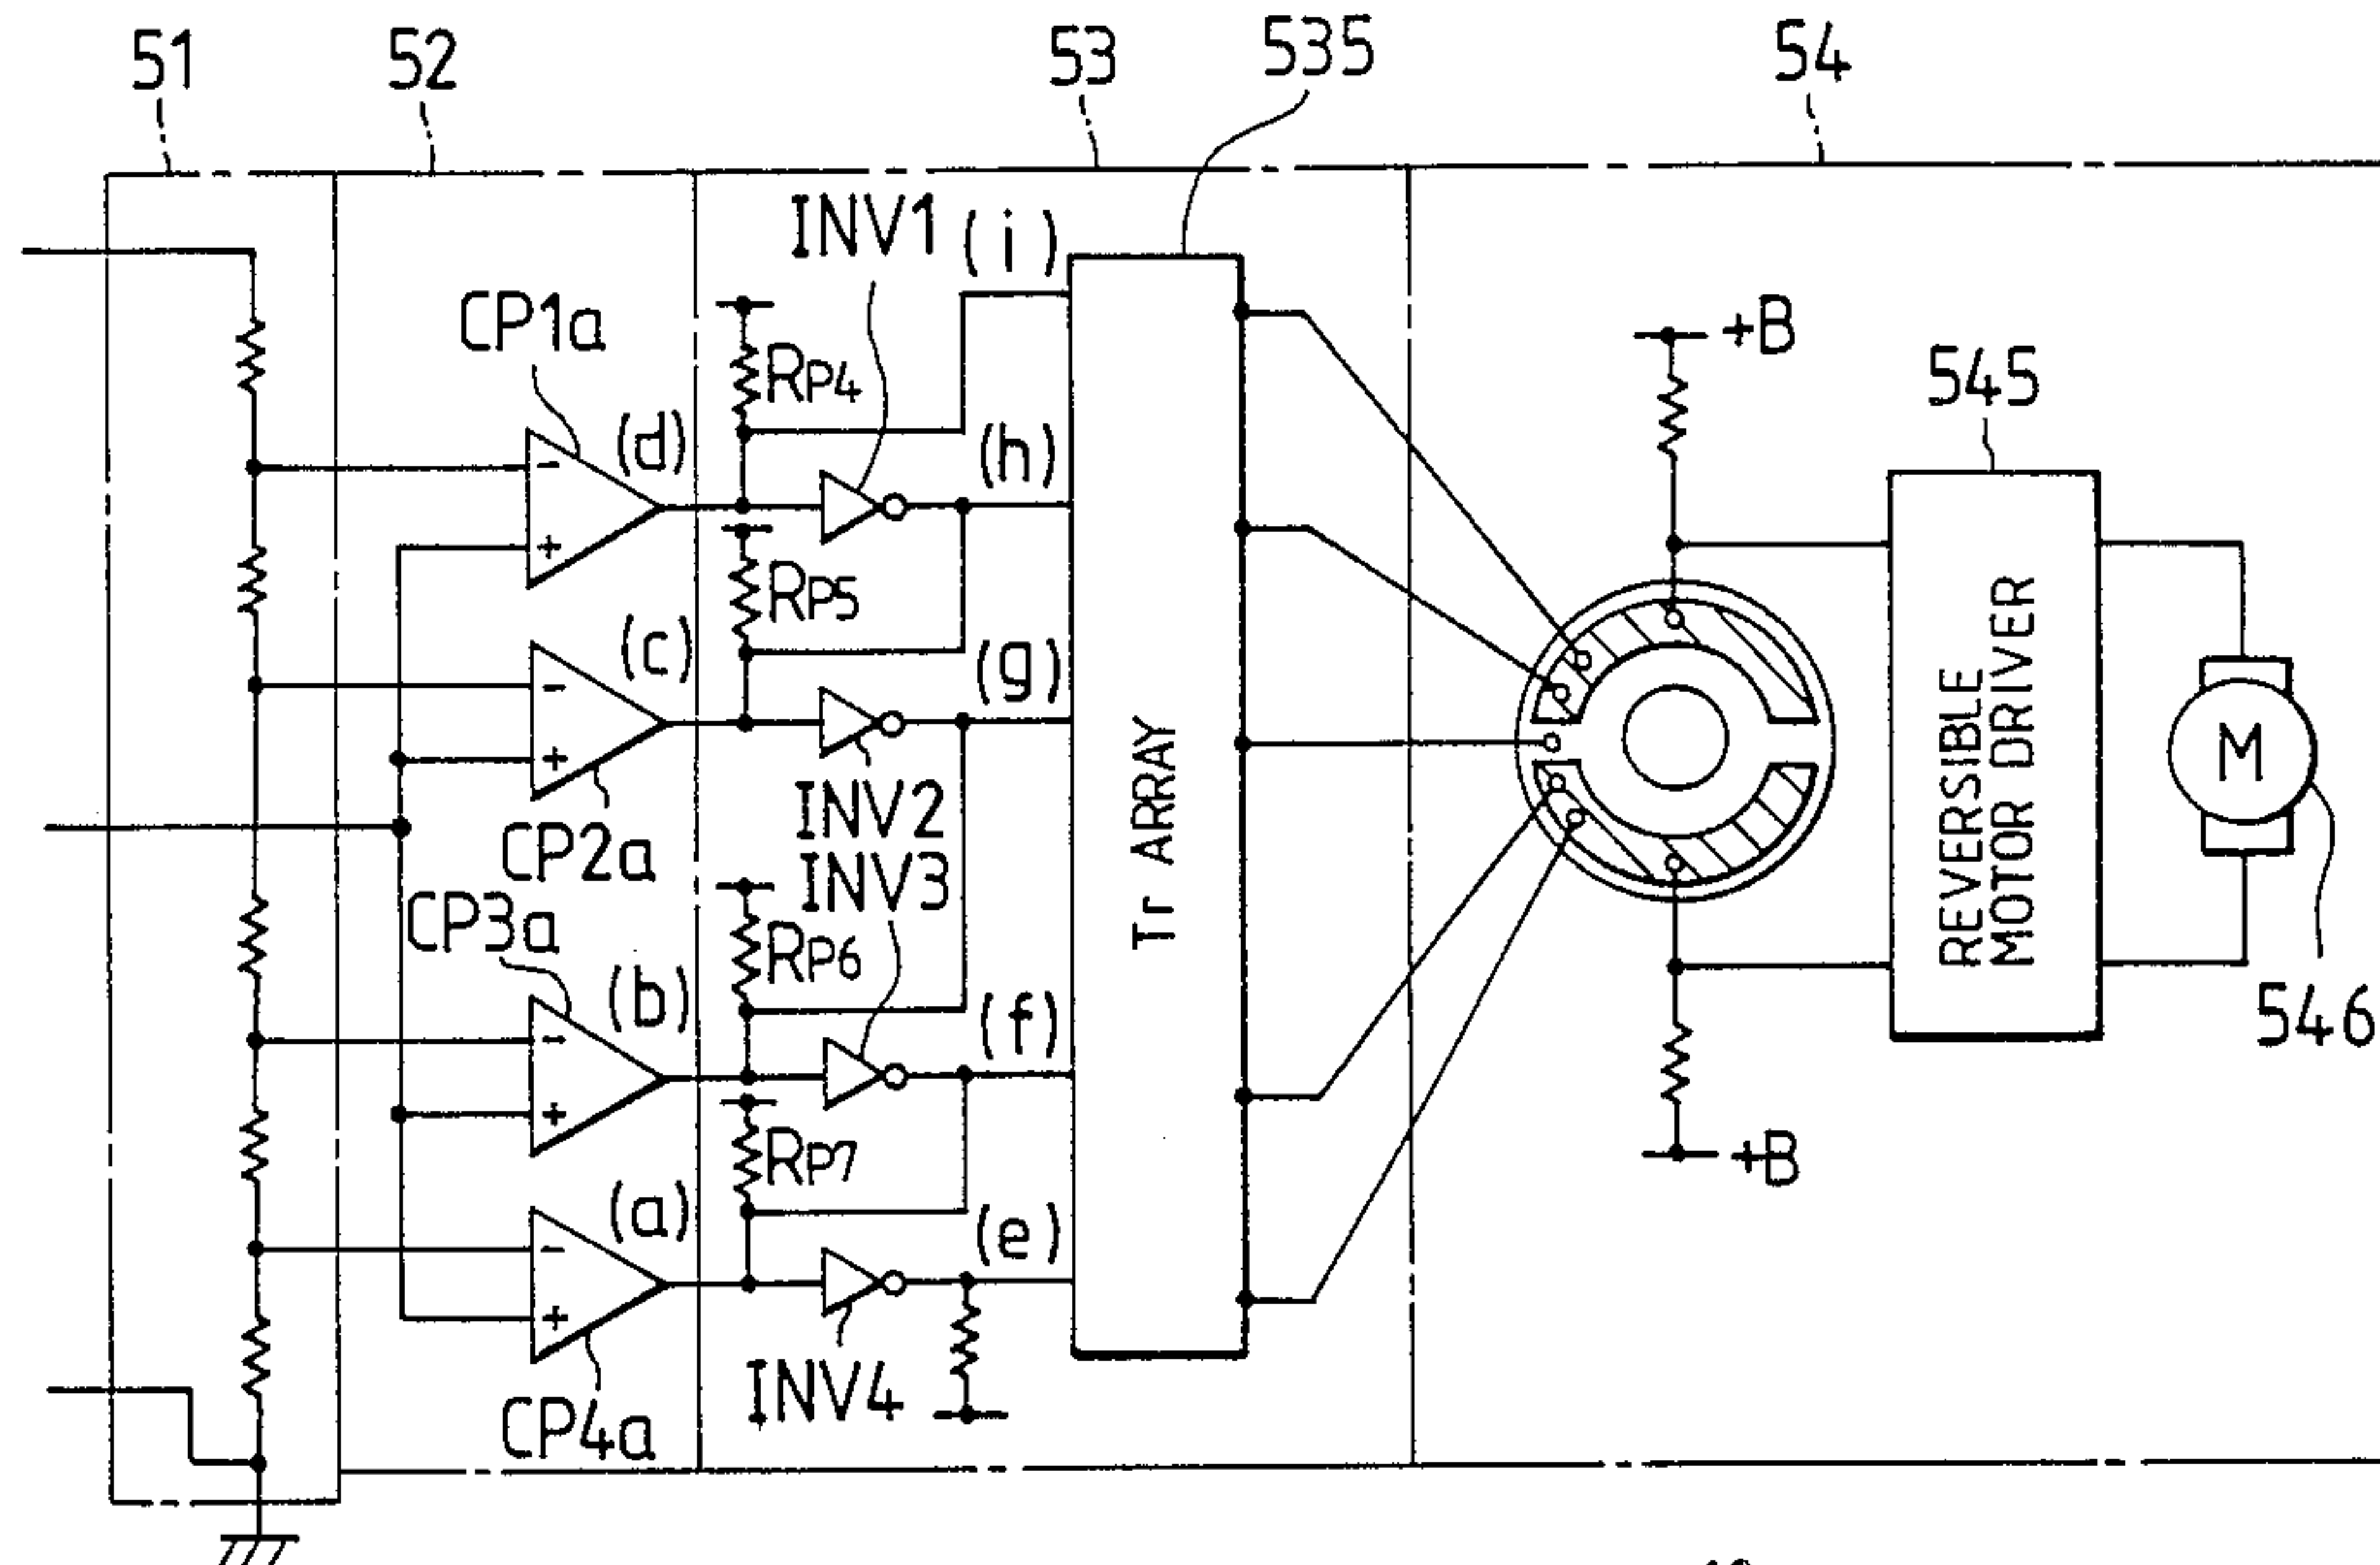 51
52
53
535
54
INV1
(i)
CP1a
(d)
RP4
(h)
+B
545
-
+
(c)
RP5
(g)
-
+
CP2a
INV2
INV3
Tr ARRAY
REVERSIBLE
MOTOR DRIVER
M
CP3a
(b)
RP6
(f)
546
-
+
(a)
RP7
(e)
+B
-
+
CP4a
INV4